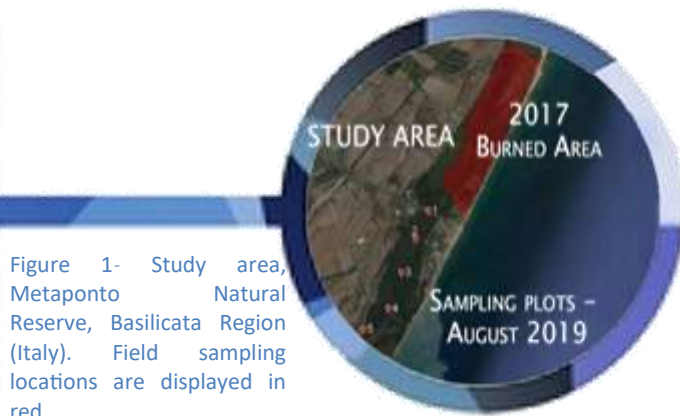 STUDY AREA
2017
BURNED AREA
SAMPLING PLOTS –
AUGUST 2019
Figure 1- Study area,
Metaponto Natural
Reserve, Basilicata Region
(Italy). Field sampling
locations are displayed in
red